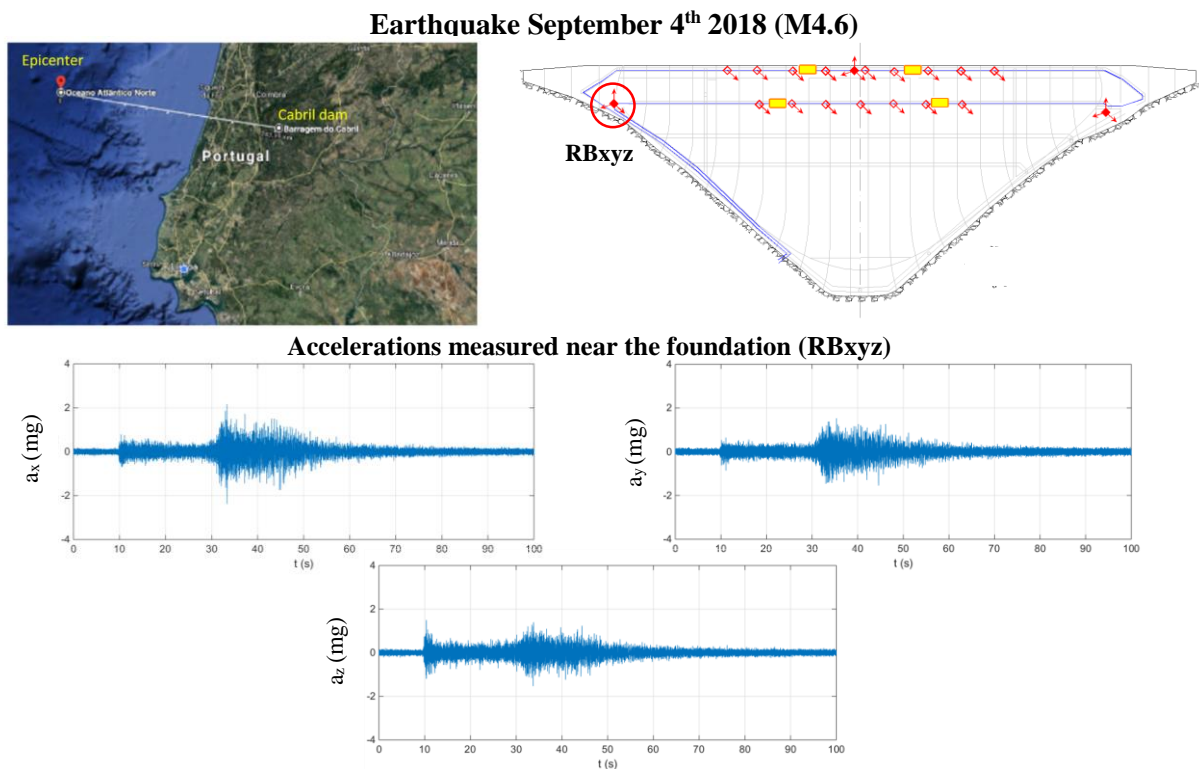 Earthquake September 4th 2018 (M4.6)
Epicenter
Oceano Atlântico Norte
Coimbra
Cabril dam
Barragem do Cabril
Portugal
RBxyz
Accelerations measured near the foundation (RBxyz)
ax (mg)
4
2
0
-2
-4
0 10 20 30 40 50 60 70 80 90 100
t (s)
ay (mg)
4
2
0
-2
-4
0 10 20 30 40 50 60 70 80 90 100
t (s)
az (mg)
4
2
0
-2
-4
0 10 20 30 40 50 60 70 80 90 100
t (s)